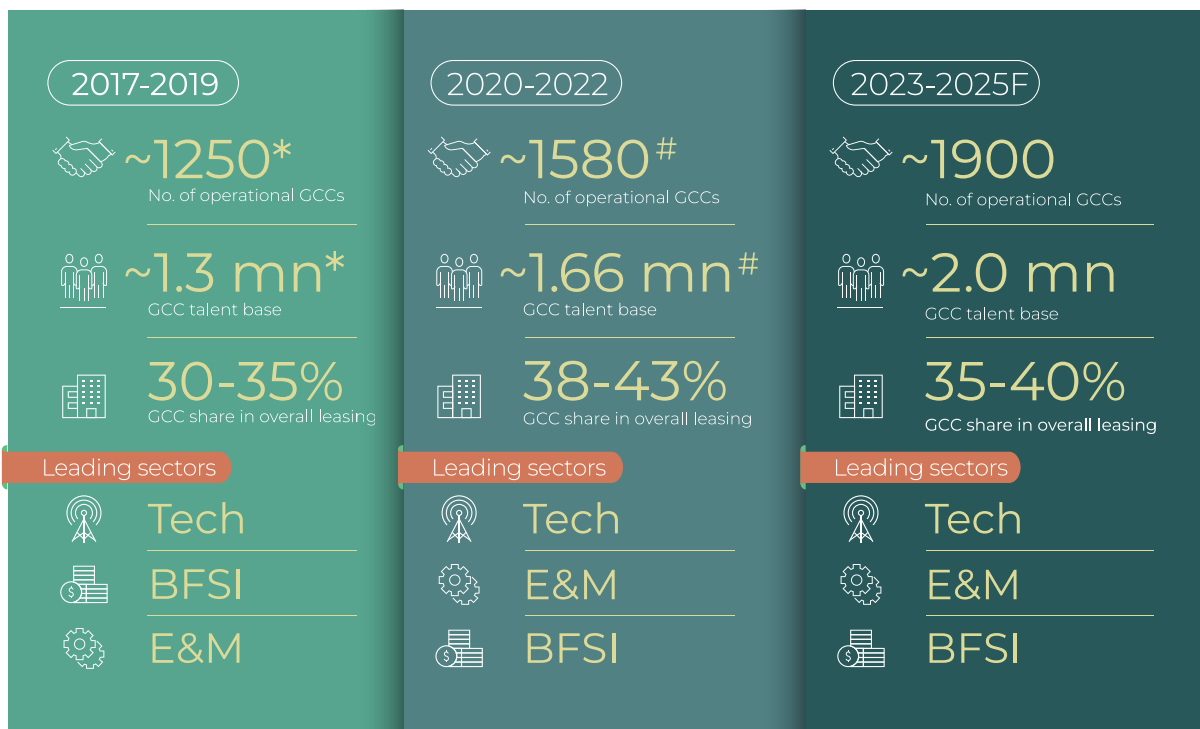 2017-2019
~1250*
No. of operational GCCs
~1.3 mn*
GCC talent base
30-35%
GCC share in overall leasing
Leading sectors
Tech
BFSI
E&M
2020-2022
~1580#
No. of operational GCCs
~1.66 mn#
GCC talent base
38-43%
GCC share in overall leasing
Leading sectors
Tech
E&M
BFSI
2023-2025F
~1900
No. of operational GCCs
~2.0 mn
GCC talent base
35-40%
GCC share in overall leasing
Leading sectors
Tech
E&M
BFSI